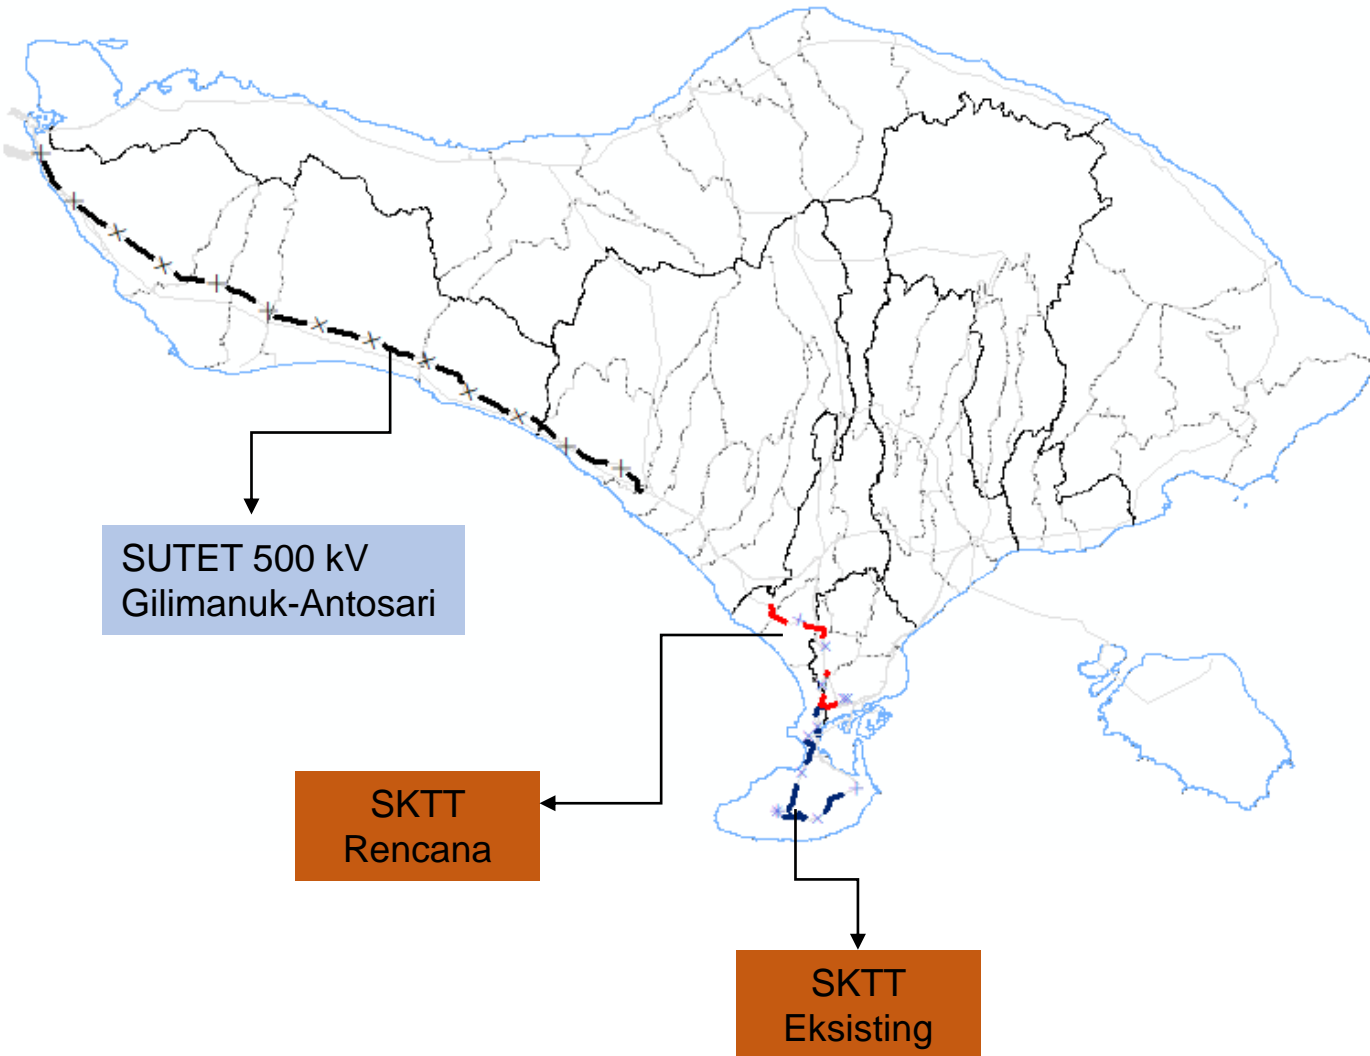 SUTET 500 kV
Gilimanuk-Antosari
SKTT
Rencana
SKTT
Eksisting